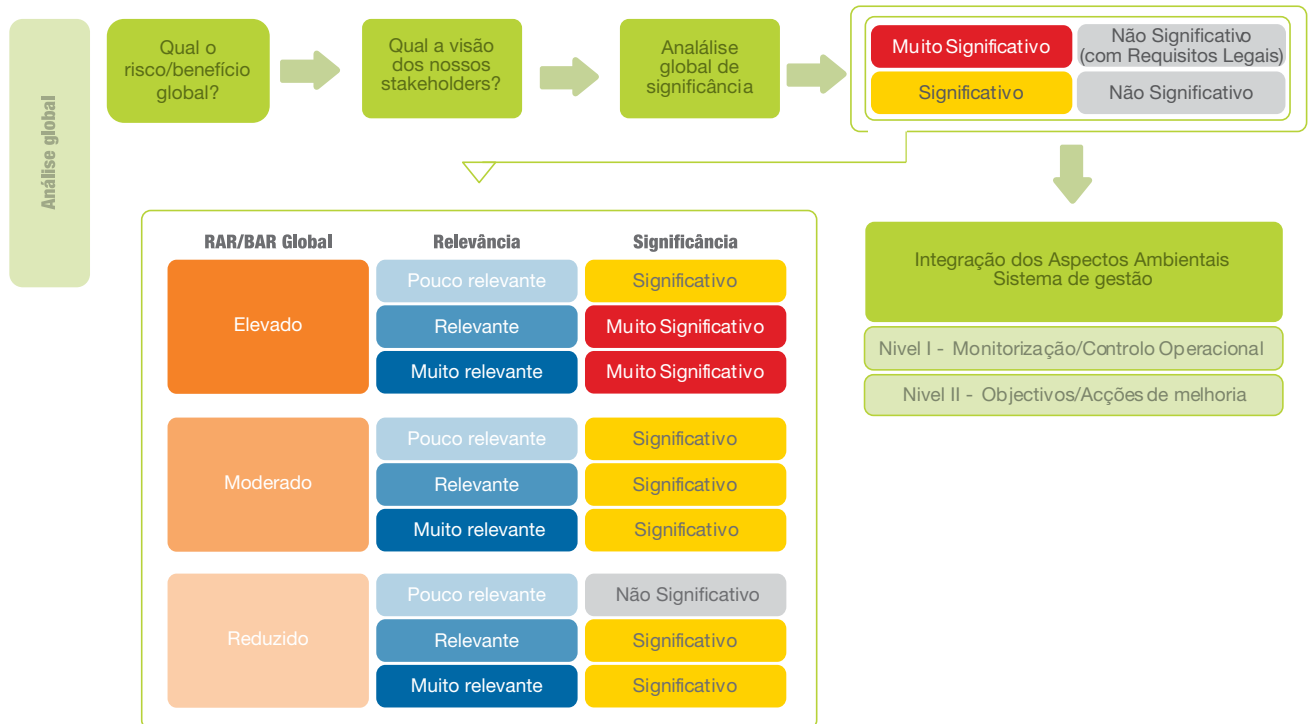 Análise global
Qual o
risco/benefício
global?
Qual a visão
dos nossos
stakeholders?
Analálise
global de
significância
Muito Significativo
Não Significativo
(com Requisitos Legais)
Significativo
Não Significativo
RAR/BAR Global
Relevância
Significância
Elevado
Pouco relevante
Significativo
Relevante
Muito Significativo
Muito relevante
Muito Significativo
Moderado
Pouco relevante
Significativo
Relevante
Significativo
Muito relevante
Significativo
Reduzido
Pouco relevante
Não Significativo
Relevante
Significativo
Muito relevante
Significativo
Integração dos Aspectos Ambientais
Sistema de gestão
Nivel I - Monitorização/Controlo Operacional
Nivel II - Objectivos/Acções de melhoria